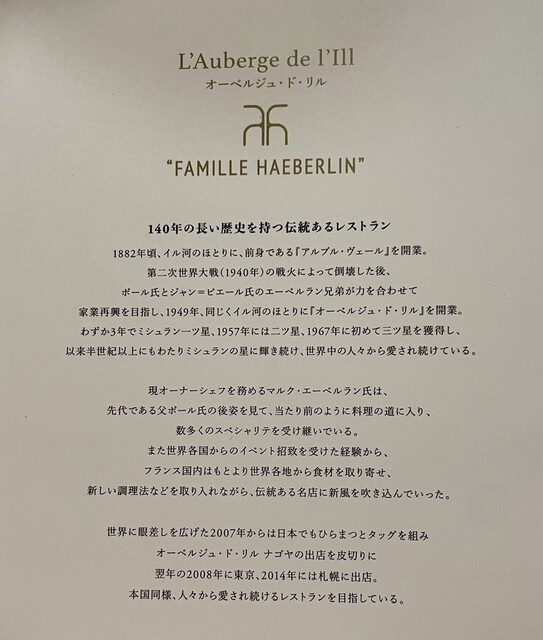 L'Auberge de l'Ill
オーベルジュ・ド・リル
"FAMILLE HAEBERLIN"
140年の長い歴史を持つ伝統あるレストラン
1882年頃、イル河のほとりに、前身である『アルブル・ヴェール』を開業。
第二次世界大戦（1940年）の戦火によって倒壊した後、
ポール氏とジャン＝ピエール氏のエーベルラン兄弟が力を合わせて
家業再興を目指し、1949年、同じくイル河のほとりに『オーベルジュ・ド・リル』を開業。
わずか3年でミシュラン一ツ星、1957年には二ツ星、1967年に初めて三ツ星を獲得し、
以来半世紀以上にもわたりミシュランの星に輝き続け、世界中の人々から愛され続けている。
現オーナーシェフを務めるマルク・エーベルラン氏は、
先代である父ポール氏の後姿を見て、当たり前のように料理の道に入り、
数多くのスペシャリテを受け継いでいる。
また世界各国からのイベント招致を受けた経験から、
フランス国内はもとより世界各地から食材を取り寄せ、
新しい調理法などを取り入れながら、伝統ある名店に新風を吹き込んでいった。
世界に眼差しを広げた2007年からは日本でもひらまつとタッグを組み
オーベルジュ・ド・リル ナゴヤの出店を皮切りに
翌年の2008年に東京、2014年には札幌に出店。
本国同様、人々から愛され続けるレストランを目指している。